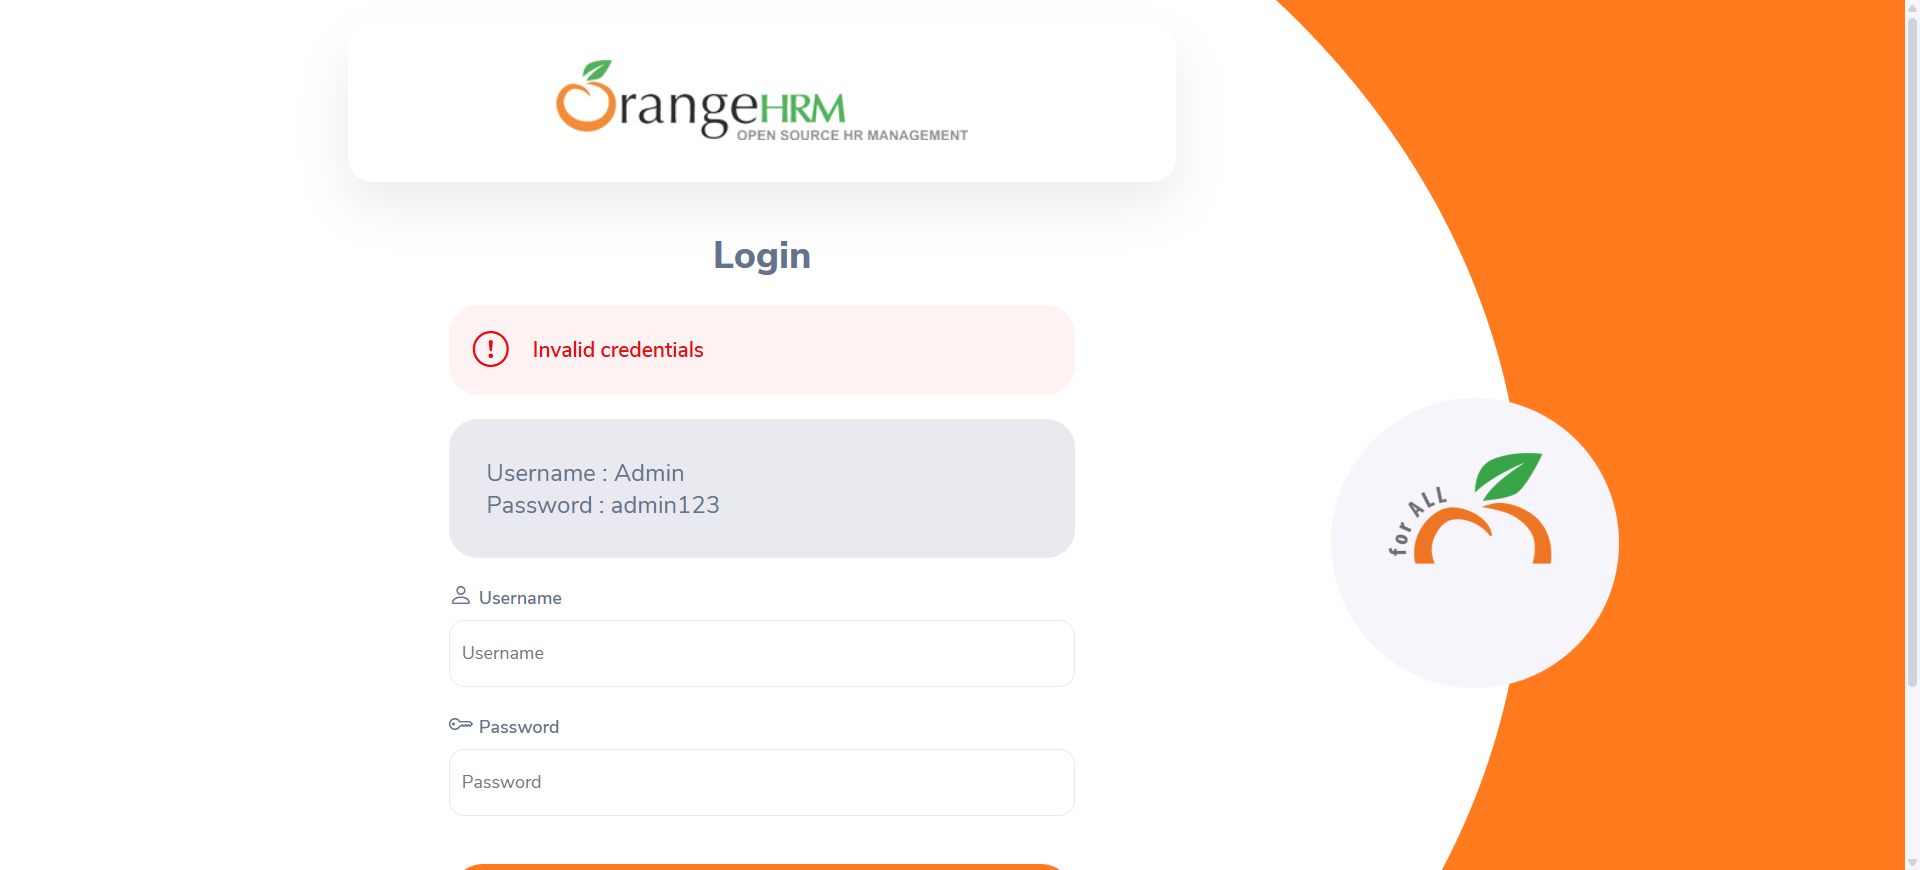 OrangeHRM
OPEN SOURCE HR MANAGEMENT
Login
Invalid credentials
Username : Admin
Password : admin123
Username
Username
Password
Password
for ALL